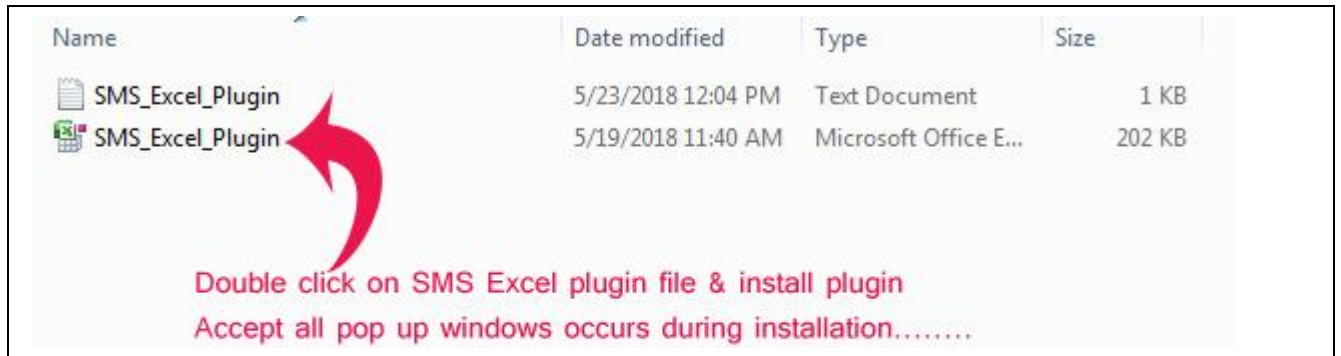 Name Date modified Type Size
SMS_Excel_Plugin 5/23/2018 12:04 PM Text Document 1 KB
SMS_Excel_Plugin 5/19/2018 11:40 AM Microsoft Office E... 202 KB
Double click on SMS Excel plugin file & install plugin
Accept all pop up windows occurs during installation........